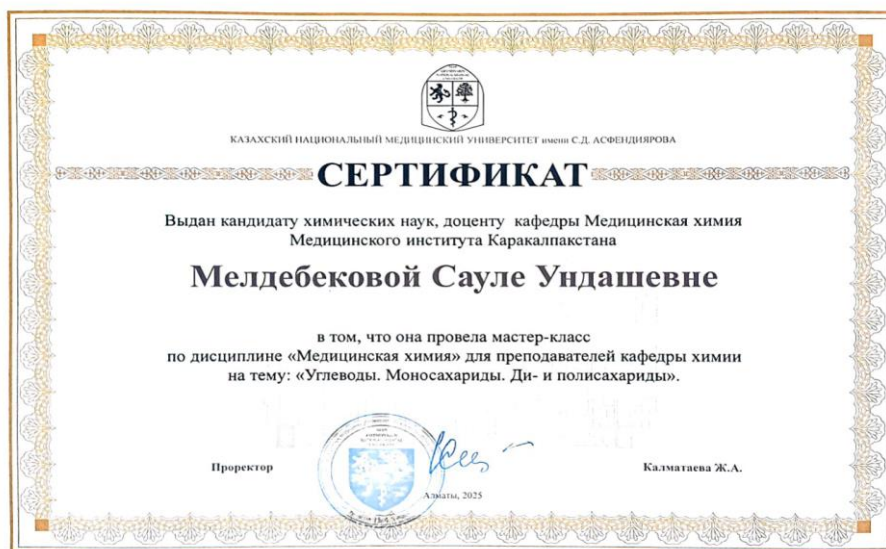 КАЗАХСКИЙ НАЦИОНАЛЬНЫЙ МЕДИЦИНСКИЙ УНИВЕРСИТЕТ имени С.Д. АСФЕНДИЯРОВА
СЕРТИФИКАТ
Выдан кандидату химических наук, доценту кафедры Медицинская химия
Медицинского института Каракалпакстана
Мелдебековой Сауле Ундашевне
в том, что она провела мастер-класс
по дисциплине «Медицинская химия» для преподавателей кафедры химии
на тему: «Углеводы. Моносахариды. Ди- и полисахариды».
Проректор
Калматаева Ж.А.
Алматы, 2025